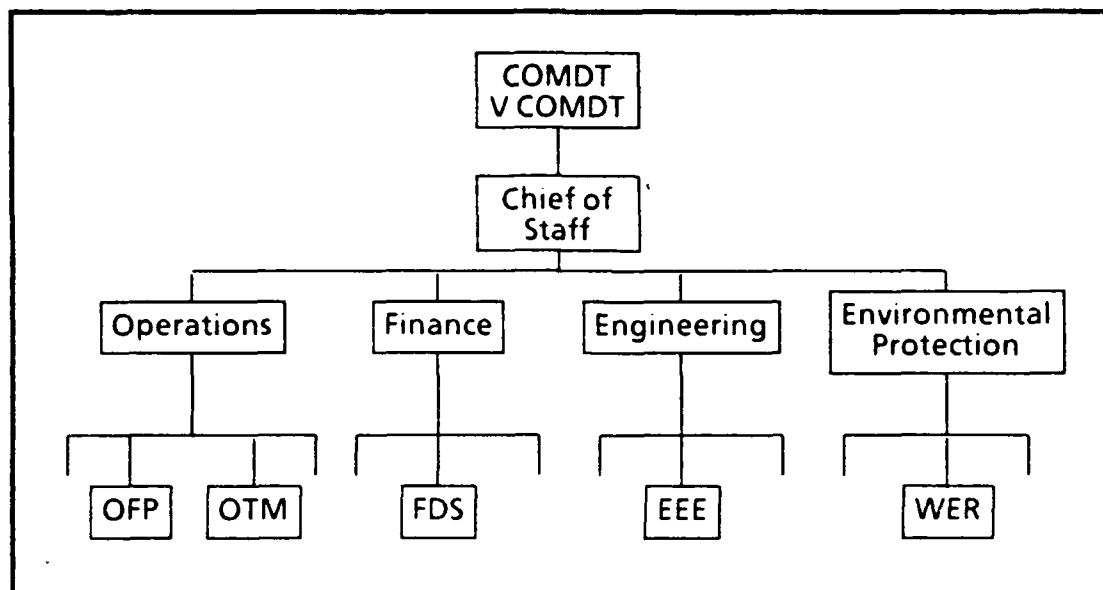 COMDT
V COMDT
Chief of
Staff
Operations
Finance
Engineering
Environmental
Protection
OFP
OTM
FDS
EEE
WER